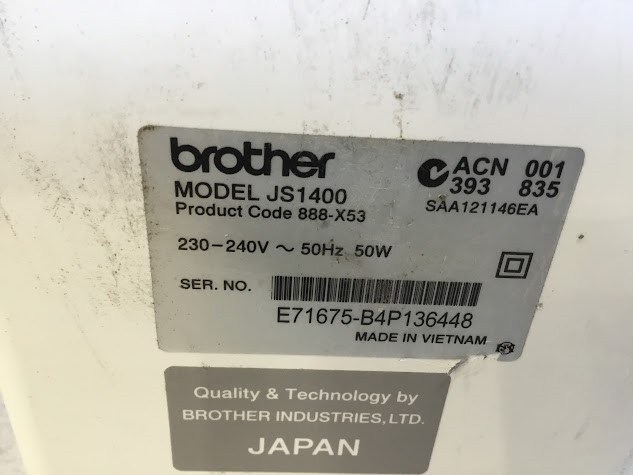 brother
MODEL JS1400
Product Code 888-X53
ACN 001
393 835
SAA121146EA
230-240V ~ 50Hz 50W
SER. NO.
E71675-B4P136448
MADE IN VIETNAM
Quality & Technology by
BROTHER INDUSTRIES,LTD.
JAPAN